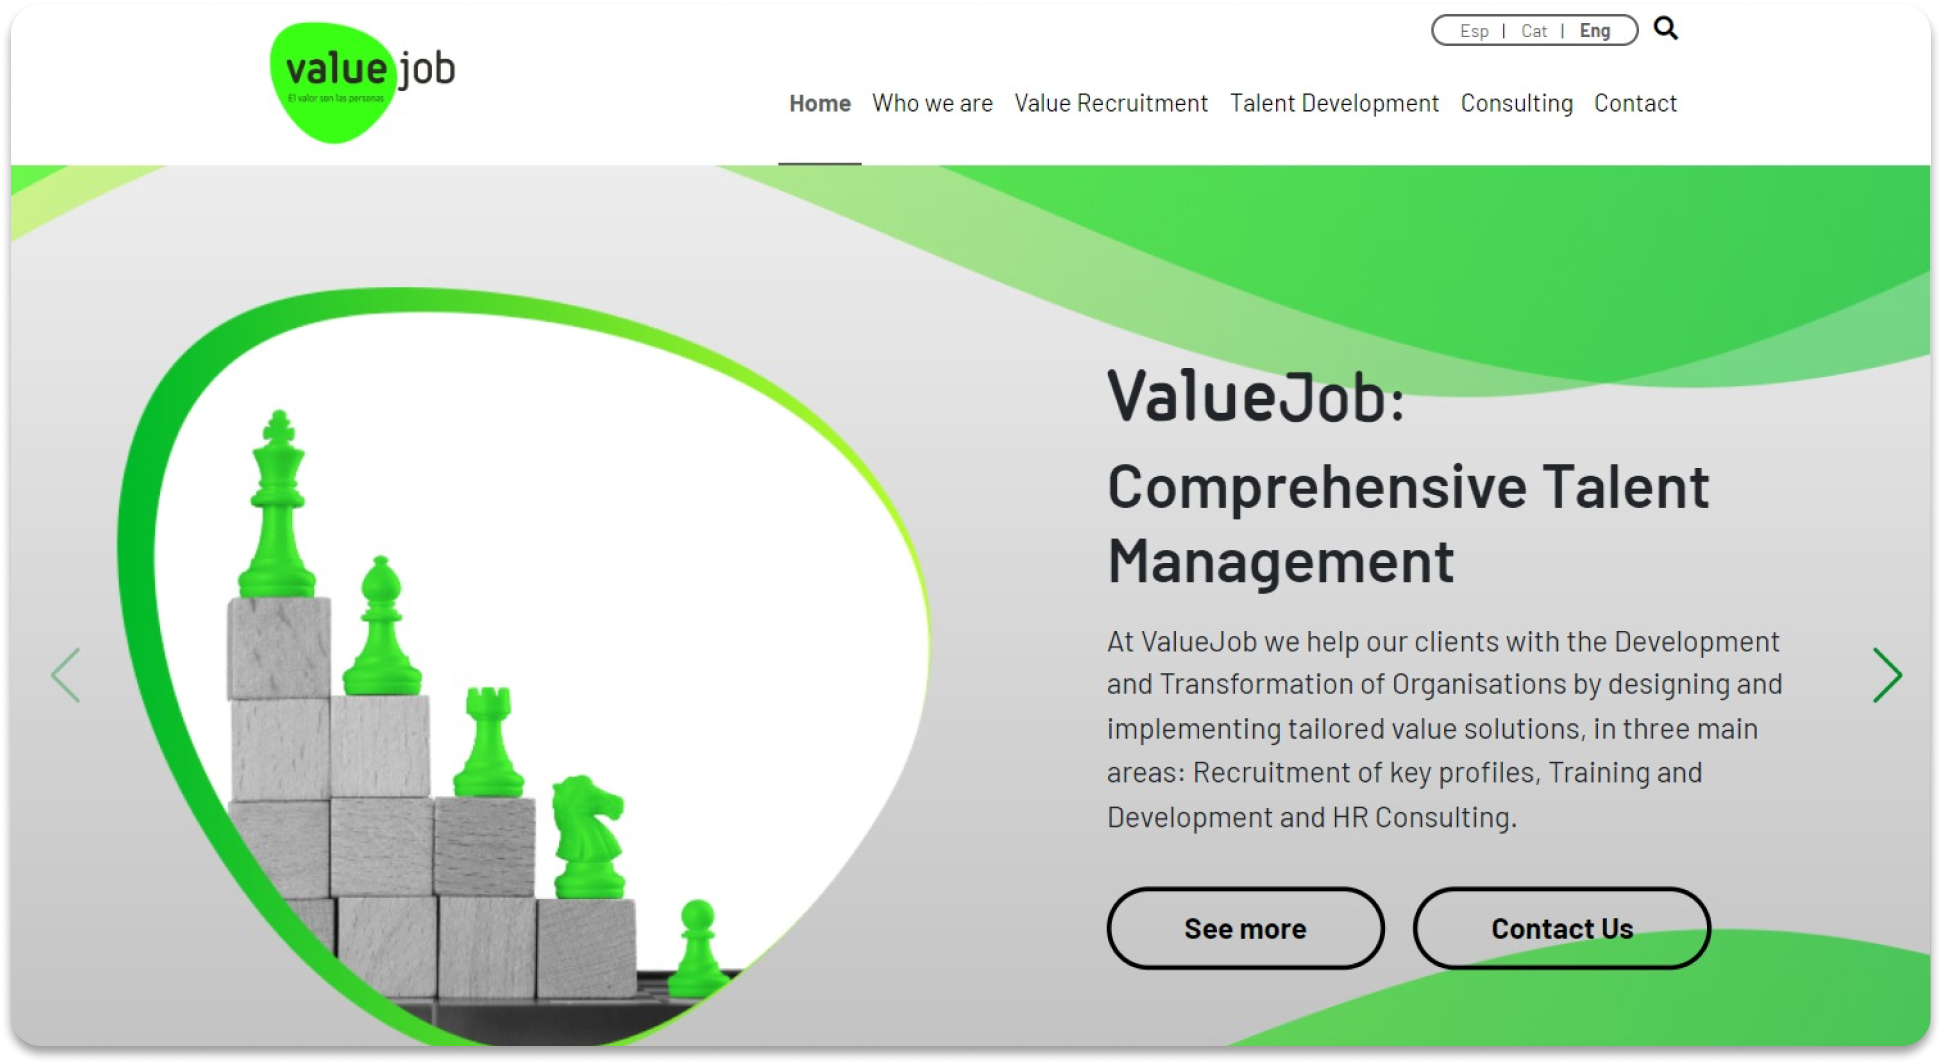 value job
El valor son las personas
Esp | Cat | Eng
Home Who we are Value Recruitment Talent Development Consulting Contact
ValueJob:
Comprehensive Talent
Management
At ValueJob we help our clients with the Development
and Transformation of Organisations by designing and
implementing tailored value solutions, in three main
areas: Recruitment of key profiles, Training and
Development and HR Consulting.
See more Contact Us